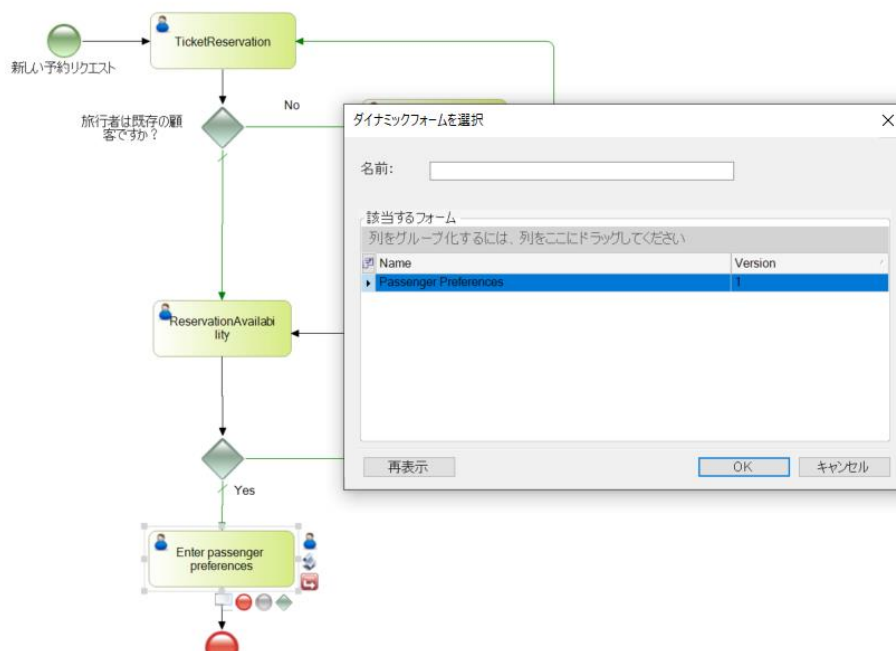 TicketReservation
新しい予約リクエスト
No
旅行者は既存の顧
客ですか？
ダイナミックフォームを選択
名前:
該当するフォーム
列をグループ化するには、列をここにドラッグしてください
Name Version
Passenger Preferences 1
ReservationAvailabi
lity
再表示 OK キャンセル
Yes
Enter passenger
preferences